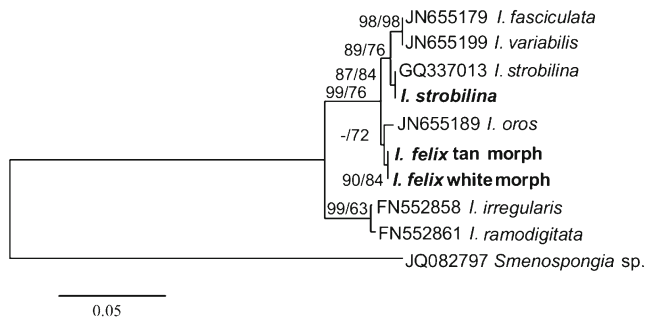 98/98
JN655179 I. fasciculata
89/76
JN655199 I. variabilis
87/84
GQ337013 I. strobilina
99/76
I. strobilina
JN655189 I. oros
-/72
I. felix tan morph
90/84
I. felix white morph
99/63
FN552858 I. irregularis
FN552861 I. ramodigitata
JQ082797 Smenospongia sp.
0.05